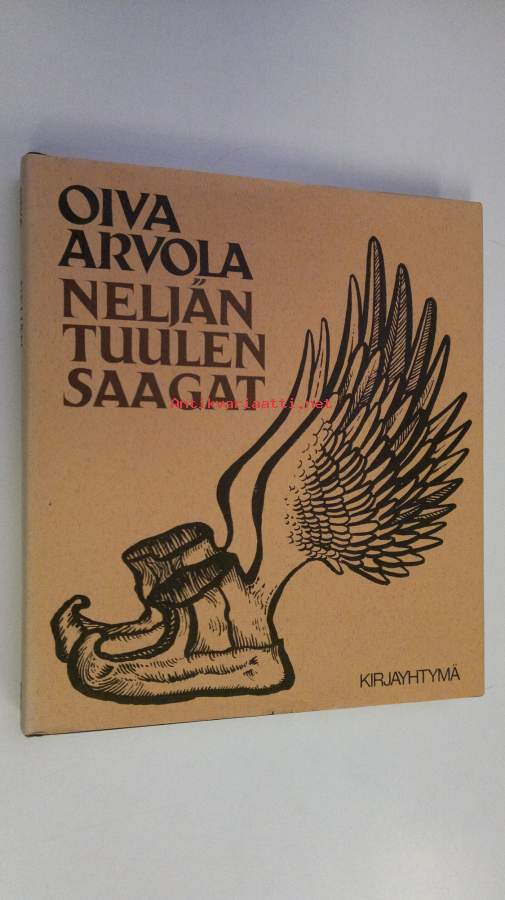 OIVA
ARVOLA
NELJÄN
TUULEN
SAAGAT
Antikvariaatti.net
KIRJAYHTYMÄ